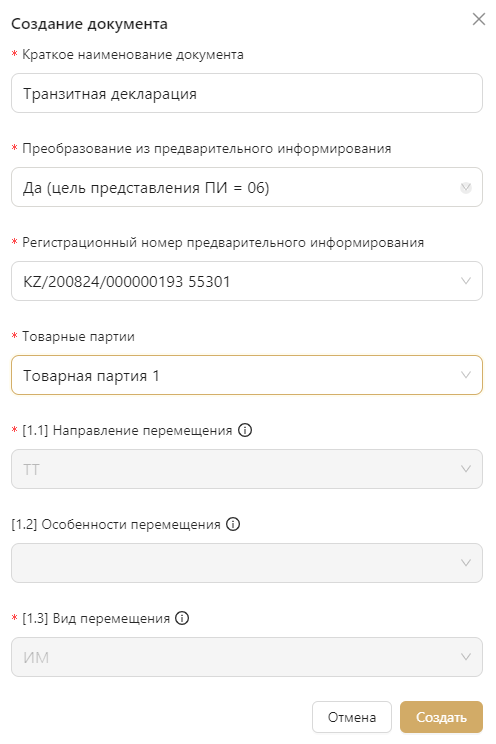 Создание документа
* Краткое наименование документа
Транзитная декларация
* Преобразование из предварительного информирования
Да (цель представления ПИ = 06)
* Регистрационный номер предварительного информирования
KZ/200824/000000193 55301
* Товарные партии
Товарная партия 1
* [1.1] Направление перемещения
ТТ
[1.2] Особенности перемещения
* [1.3] Вид перемещения
ИМ
Отмена Создать